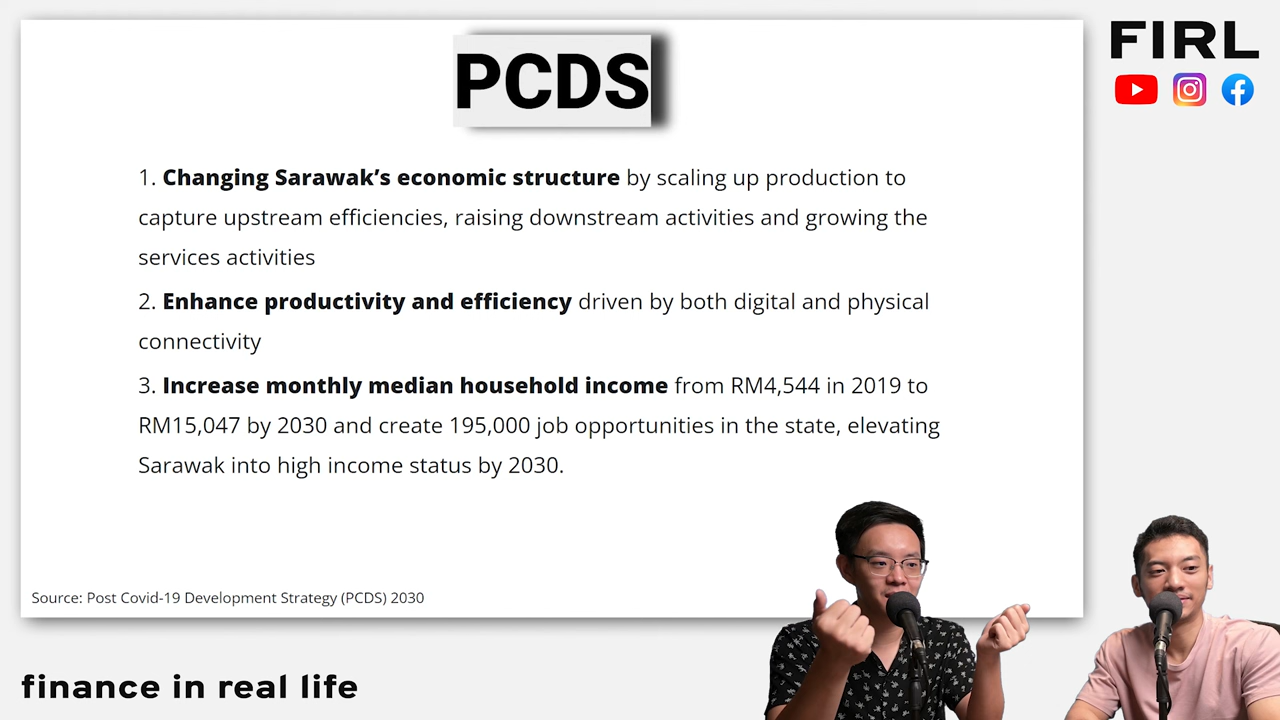 PCDS
FIRL
1. Changing Sarawak’s economic structure by scaling up production to
capture upstream efficiencies, raising downstream activities and growing the
services activities
2. Enhance productivity and efficiency driven by both digital and physical
connectivity
3. Increase monthly median household income from RM4,544 in 2019 to
RM15,047 by 2030 and create 195,000 job opportunities in the state, elevating
Sarawak into high income status by 2030.
Source: Post Covid-19 Development Strategy (PCDS) 2030
finance in real life